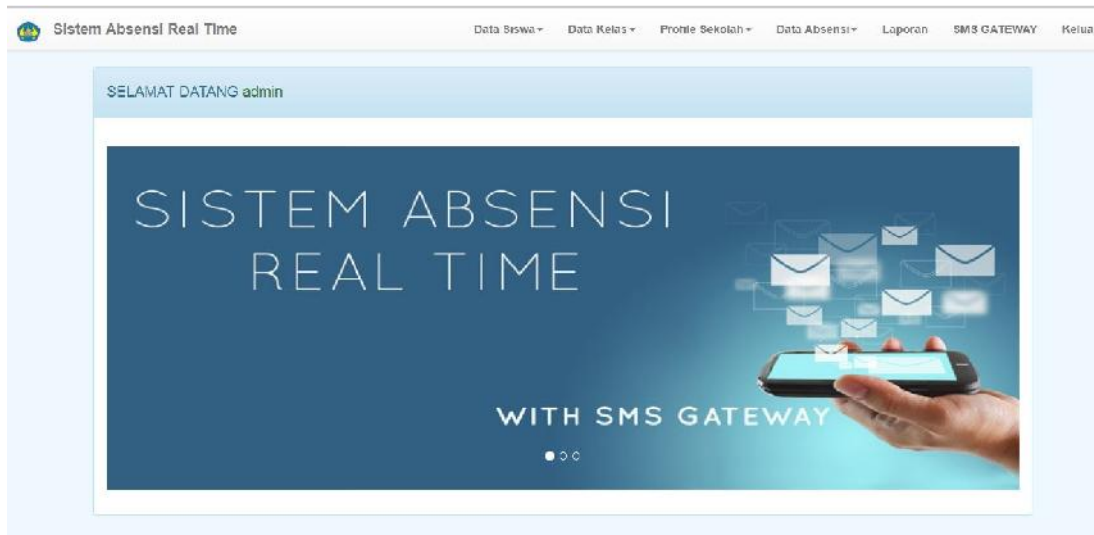 Sistem Absensi Real Time
Data Siswa Data Kelas Profile Sekolah Data Absensi Laporan SMS GATEWAY Kelua
SELAMAT DATANG admin
SISTEM ABSENSI
REAL TIME
WITH SMS GATEWAY